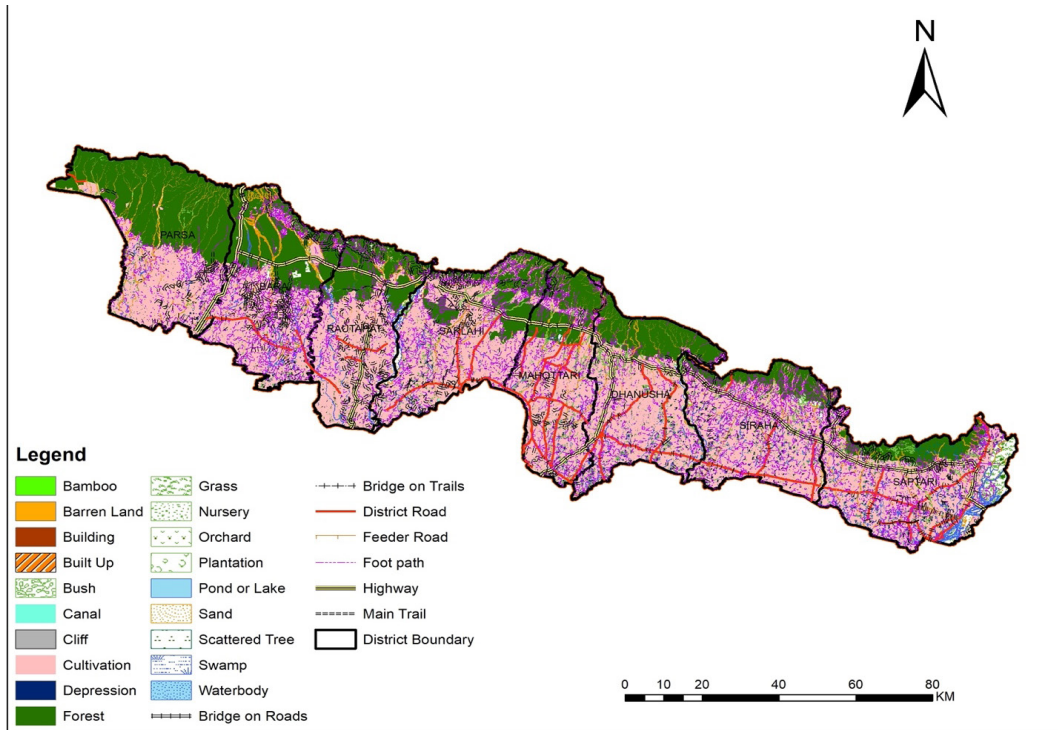 N
PARSA
BARA
RAUTAHAT
SARLAHI
MAHOTTARI
DHANUSHA
SIRAHA
SAPTARI
Legend
Bamboo
Barren Land
Building
Built Up
Bush
Canal
Cliff
Cultivation
Depression
Forest
Grass
Nursery
Orchard
Plantation
Pond or Lake
Sand
Scattered Tree
Swamp
Waterbody
Bridge on Roads
Bridge on Trails
District Road
Feeder Road
Foot path
Highway
Main Trail
District Boundary
0 10 20 40 60 80
KM